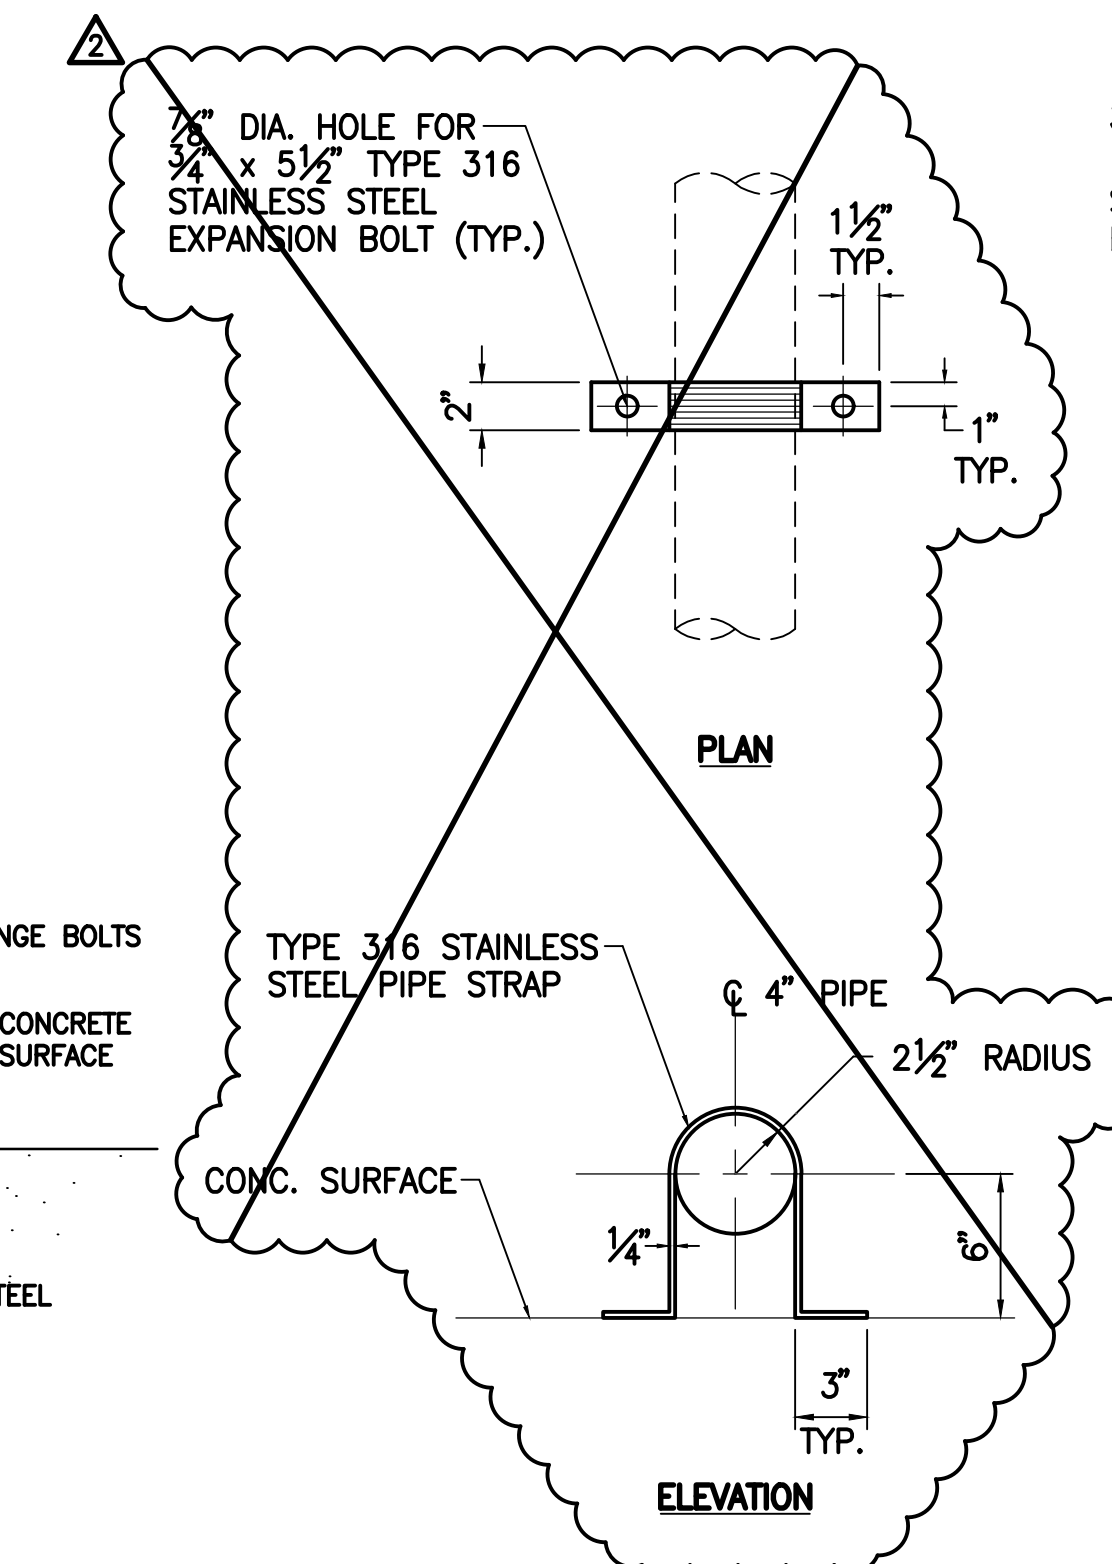 2
7/8" DIA. HOLE FOR
3/4" x 5 1/2" TYPE 316
STAINLESS STEEL
EXPANSION BOLT (TYP.)
1 1/2"
TYP.
2"
1"
TYP.
PLAN
BOLTS
TYPE 316 STAINLESS
STEEL PIPE STRAP
CONCRETE
SURFACE
℄ 4" PIPE
2 1/2" RADIUS
CONC. SURFACE
1/4"
6"
3"
TYP.
ELEVATION